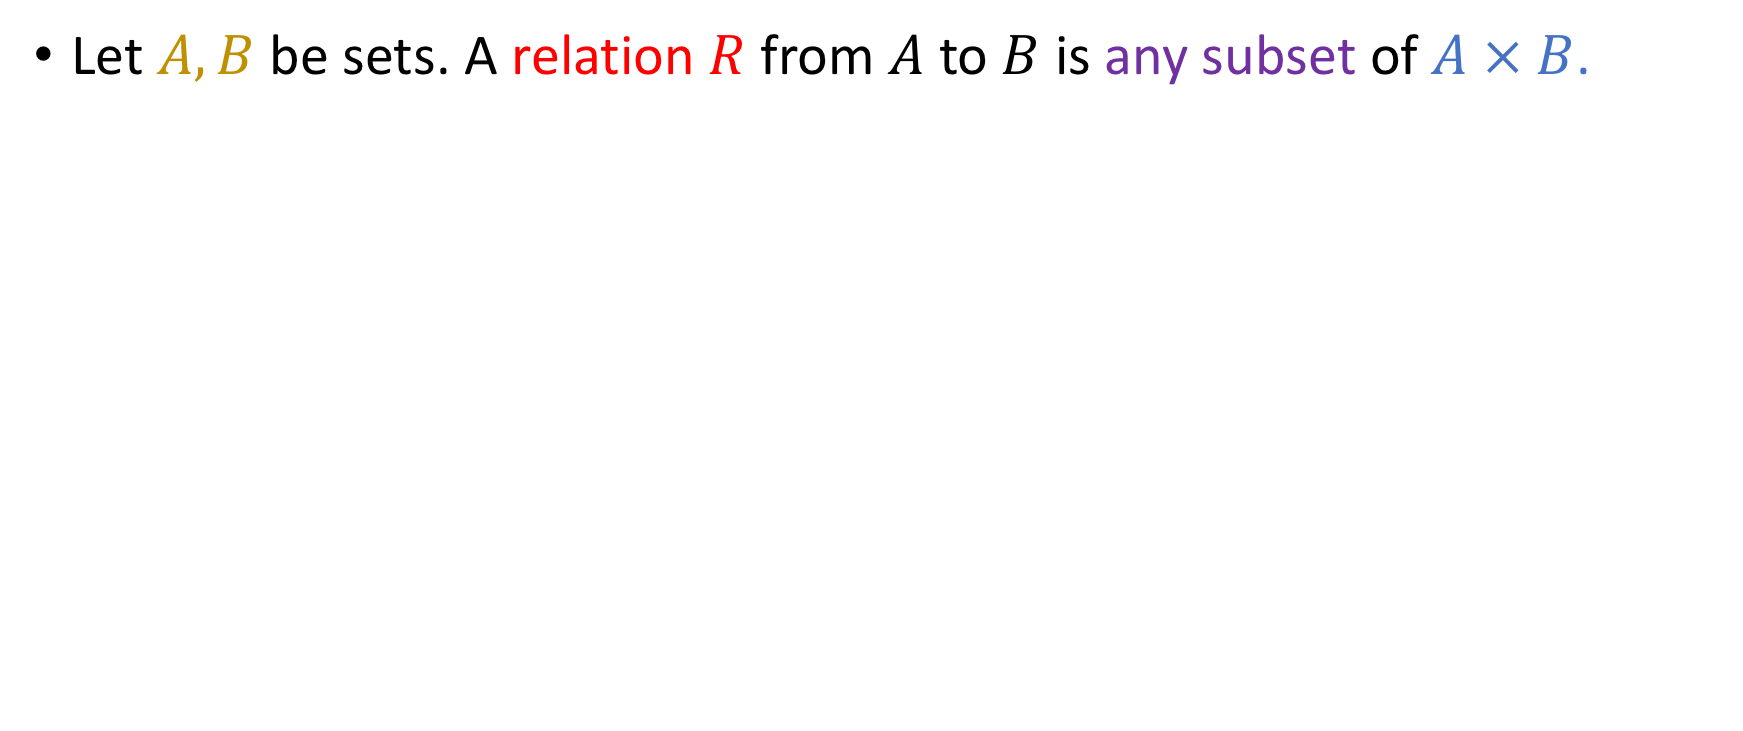 • Let A, B be sets. A relation R from A to B is any subset of A × B.